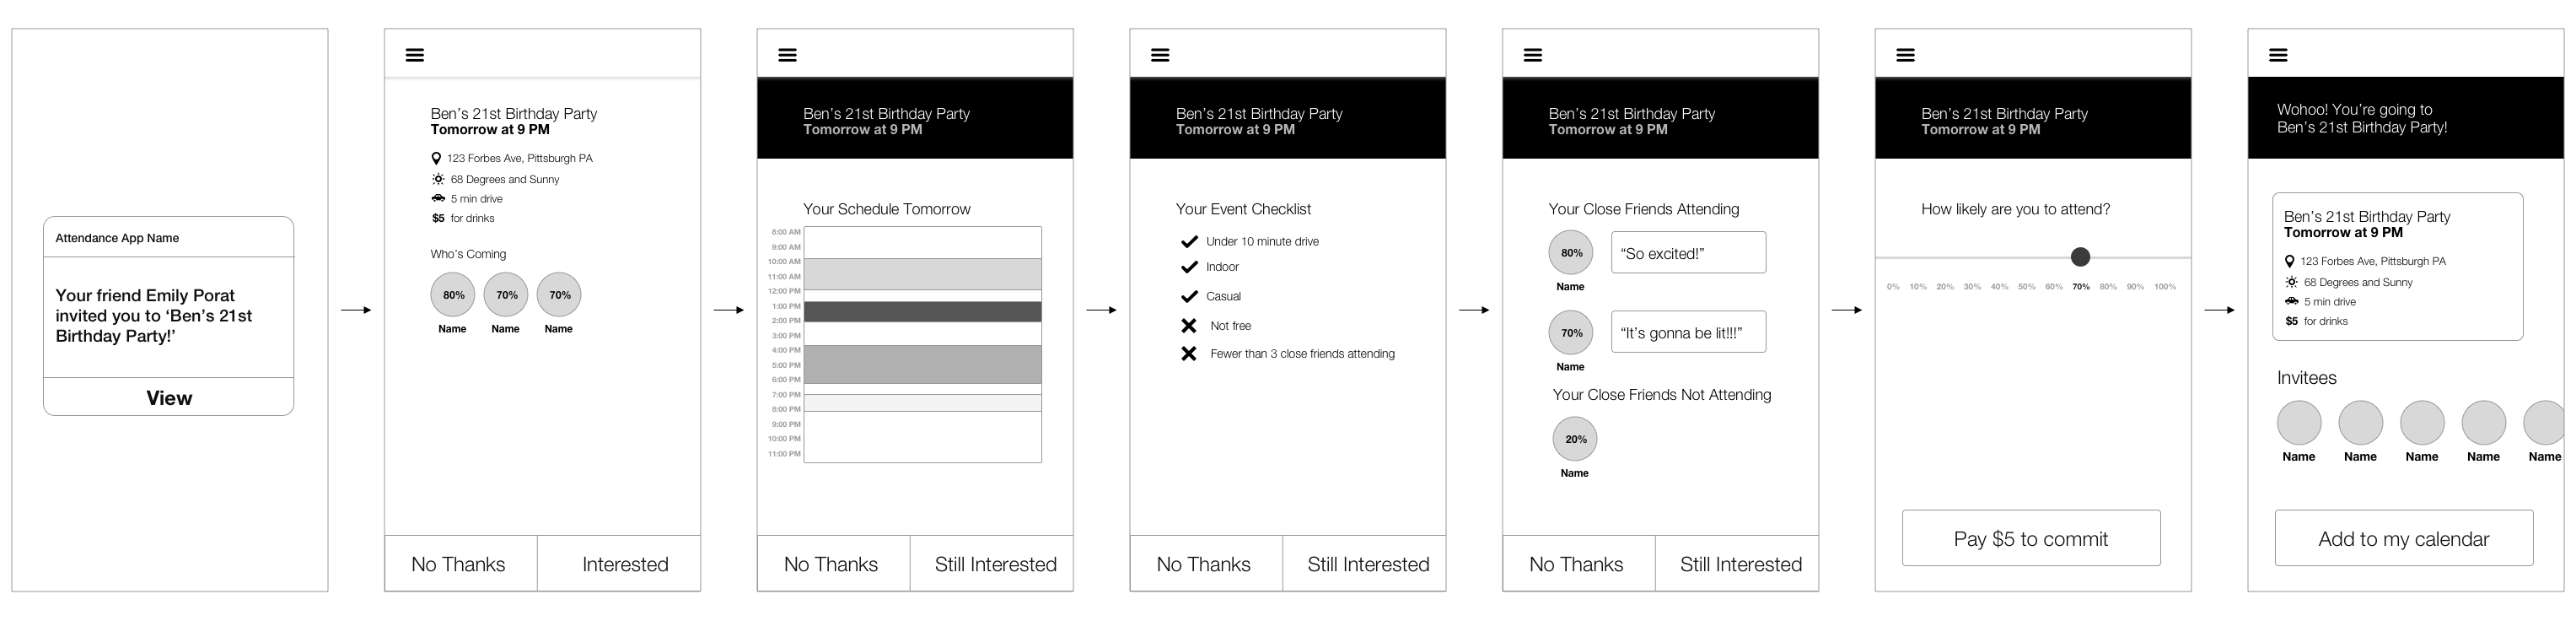 Attendance App Name
Your friend Emily Porat
invited you to ‘Ben’s 21st
Birthday Party!’
View
Ben’s 21st Birthday Party
Tomorrow at 9 PM
123 Forbes Ave, Pittsburgh PA
68 Degrees and Sunny
5 min drive
$5 for drinks
Who’s Coming
80% 70% 70%
Name Name Name
No Thanks Interested
Ben’s 21st Birthday Party
Tomorrow at 9 PM
Your Schedule Tomorrow
8:00 AM
9:00 AM
10:00 AM
11:00 AM
12:00 PM
1:00 PM
2:00 PM
3:00 PM
4:00 PM
5:00 PM
6:00 PM
7:00 PM
8:00 PM
9:00 PM
10:00 PM
11:00 PM
No Thanks Still Interested
Ben’s 21st Birthday Party
Tomorrow at 9 PM
Your Event Checklist
Under 10 minute drive
Indoor
Casual
Not free
Fewer than 3 close friends attending
No Thanks Still Interested
Ben’s 21st Birthday Party
Tomorrow at 9 PM
Your Close Friends Attending
80% “So excited!”
Name
70% “It’s gonna be lit!!!”
Name
Your Close Friends Not Attending
20%
Name
No Thanks Still Interested
Ben’s 21st Birthday Party
Tomorrow at 9 PM
How likely are you to attend?
0% 10% 20% 30% 40% 50% 60% 70% 80% 90% 100%
Pay $5 to commit
Wohoo! You’re going to
Ben’s 21st Birthday Party!
Ben’s 21st Birthday Party
Tomorrow at 9 PM
123 Forbes Ave, Pittsburgh PA
68 Degrees and Sunny
5 min drive
$5 for drinks
Invitees
Name Name Name Name Name
Add to my calendar